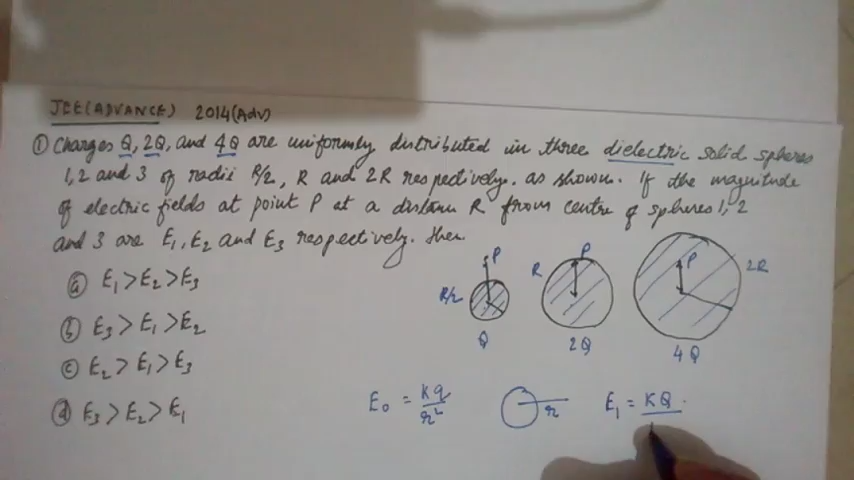 JEE(ADVANCE) 2014(Adv)
① Charges Q, 2Q, and 4Q are uniformly distributed in three dielectric solid spheres
1,2 and 3 of radii R/2, R and 2R respectively. as shown. If the magnitude
of electric fields at point P at a distan R from centre of spheres 1, 2
and 3 are E₁, E₂ and E₃ respectively. then
ⓐ E₁ > E₂ > E₃
ⓑ E₃ > E₁ > E₂
ⓒ E₂ > E₁ > E₃
ⓓ E₃ > E₂ > E₁
P
R/2
Q
P
R
2Q
P
2R
4Q
E₀ = Kq/r²
r
E₁ = KQ